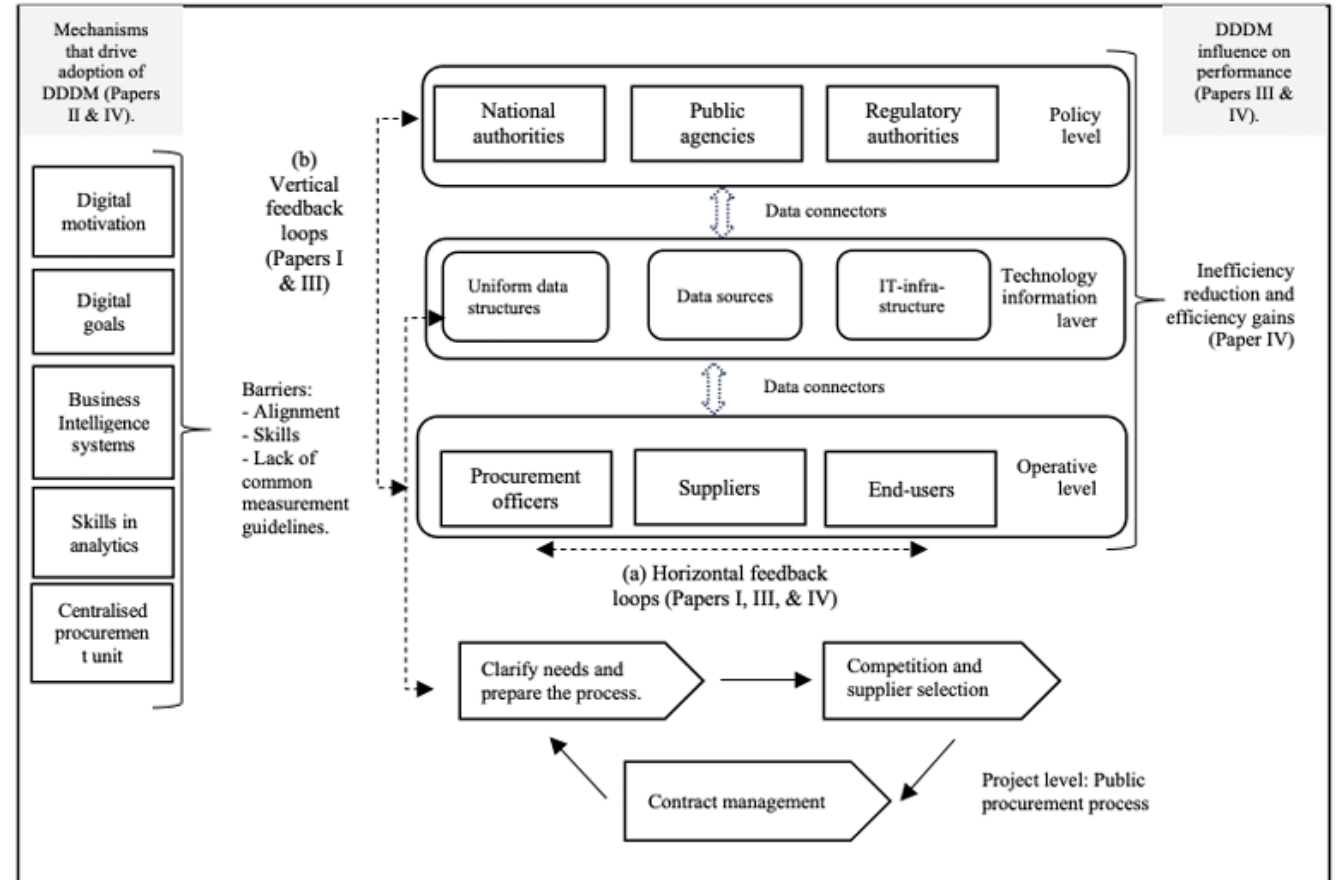 Mechanisms
that drive
adoption of
DDDM (Papers
II & IV).
Digital
motivation
Digital
goals
Business
Intelligence
systems
Skills in
analytics
Centralised
procuremen
t unit
(b)
Vertical
feedback
loops
(Papers I
& III)
Barriers:
- Alignment
- Skills
- Lack of
common
measurement
guidelines.
National
authorities
Public
agencies
Regulatory
authorities
Policy
level
Data connectors
Uniform data
structures
Data sources
IT-infra-
structure
Technology
information
laver
Data connectors
Procurement
officers
Suppliers
End-users
Operative
level
(a) Horizontal feedback
loops (Papers I, III, & IV)
Clarify needs and
prepare the process.
Competition and
supplier selection
Contract management
Project level: Public
procurement process
DDDM
influence on
performance
(Papers III &
IV).
Inefficiency
reduction and
efficiency gains
(Paper IV)